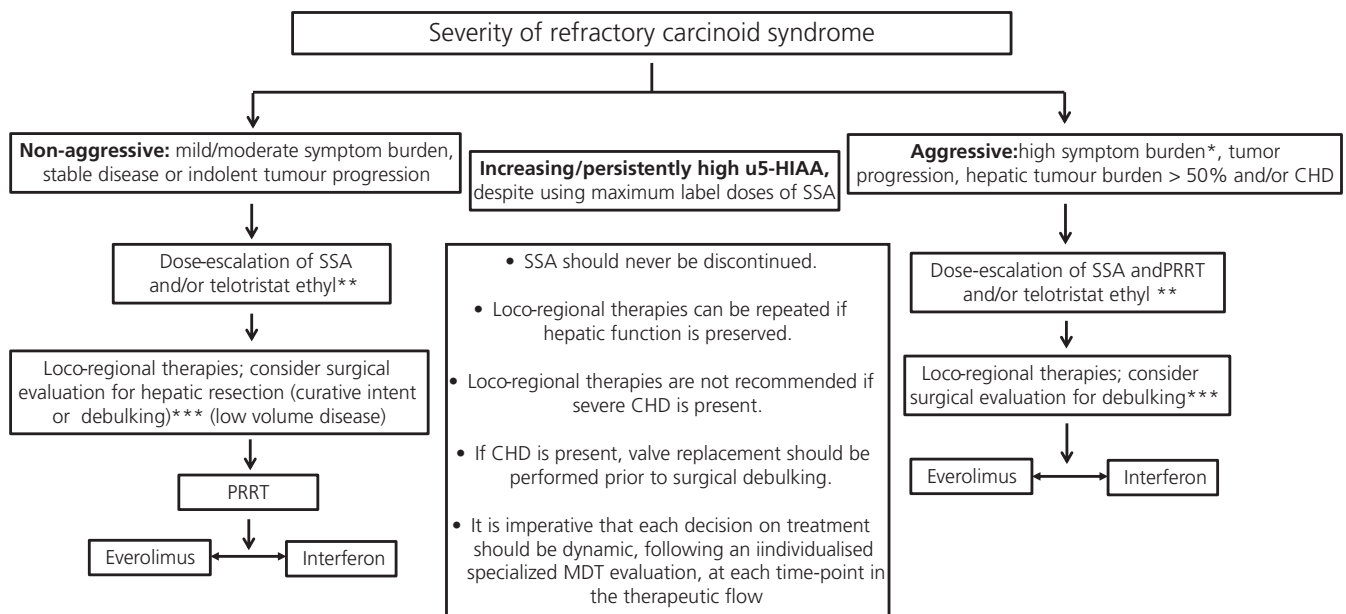 Severity of refractory carcinoid syndrome
Non-aggressive: mild/moderate symptom burden,
stable disease or indolent tumour progression
Dose-escalation of SSA
and/or telotristat ethyl**
Loco-regional therapies; consider surgical
evaluation for hepatic resection (curative intent
or debulking)*** (low volume disease)
PRRT
Everolimus
Interferon
Increasing/persistently high u5-HIAA,
despite using maximum label doses of SSA
• SSA should never be discontinued.
• Loco-regional therapies can be repeated if
hepatic function is preserved.
• Loco-regional therapies are not recommended if
severe CHD is present.
• If CHD is present, valve replacement should be
performed prior to surgical debulking.
• It is imperative that each decision on treatment
should be dynamic, following an iindividualised
specialized MDT evaluation, at each time-point in
the therapeutic flow
Aggressive:high symptom burden*, tumor
progression, hepatic tumour burden > 50% and/or CHD
Dose-escalation of SSA andPRRT
and/or telotristat ethyl **
Loco-regional therapies; consider
surgical evaluation for debulking***
Everolimus
Interferon